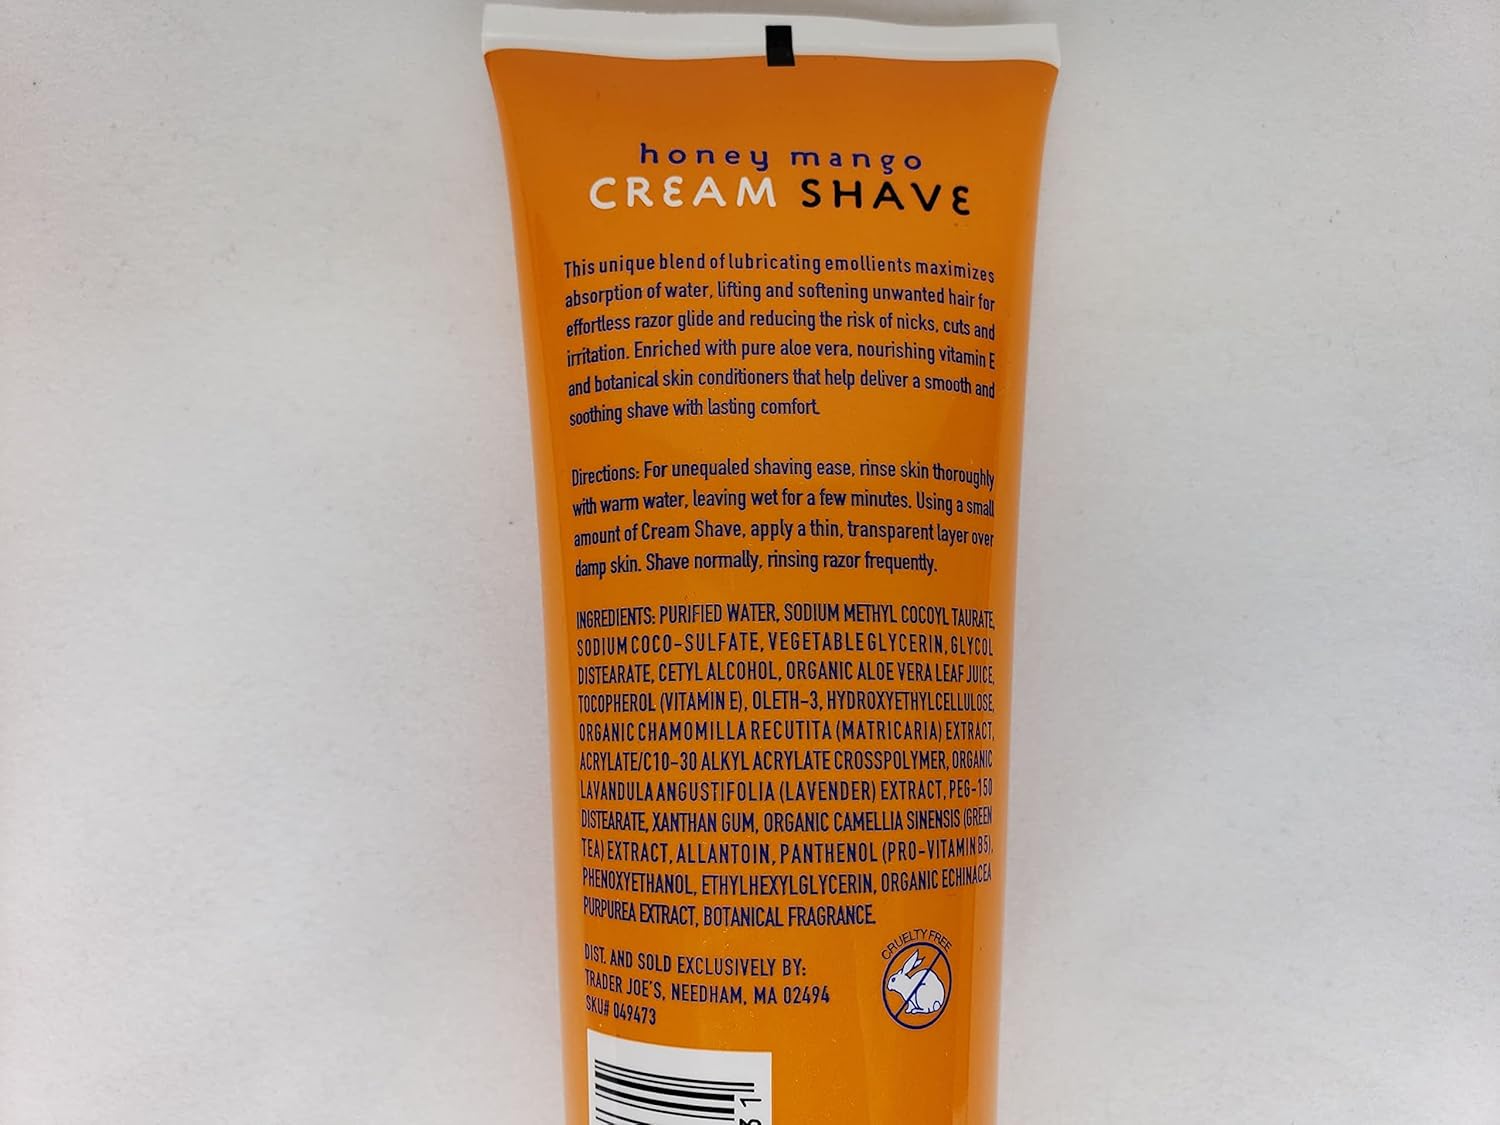 honey mango
CREAM SHAVE
This unique blend of lubricating emollients maximizes
absorption of water, lifting and softening unwanted hair for
effortless razor glide and reducing the risk of nicks, cuts and
irritation. Enriched with pure aloe vera, nourishing vitamin E
and botanical skin conditioners that help deliver a smooth and
soothing shave with lasting comfort.
Directions: For unequaled shaving ease, rinse skin thoroughly
with warm water, leaving wet for a few minutes. Using a small
amount of Cream Shave, apply a thin, transparent layer over
damp skin. Shave normally, rinsing razor frequently.
INGREDIENTS: PURIFIED WATER, SODIUM METHYL COCOYL TAURATE,
SODIUM COCO-SULFATE, VEGETABLE GLYCERIN, GLYCOL
DISTEARATE, CETYL ALCOHOL, ORGANIC ALOE VERA LEAF JUICE,
TOCOPHEROL (VITAMIN E), OLETH-3, HYDROXYETHYLCELLULOSE,
ORGANIC CHAMOMILLA RECUTITA (MATRICARIA) EXTRACT,
ACRYLATE/C10-30 ALKYL ACRYLATE CROSSPOLYMER, ORGANIC
LAVANDULA ANGUSTIFOLIA (LAVENDER) EXTRACT, PEG-150
DISTEARATE, XANTHAN GUM, ORGANIC CAMELLIA SINENSIS (GREEN
TEA) EXTRACT, ALLANTOIN, PANTHENOL (PRO-VITAMIN B5),
PHENOXYETHANOL, ETHYLHEXYLGLYCERIN, ORGANIC ECHINACEA
PURPUREA EXTRACT, BOTANICAL FRAGRANCE.
CRUELTY FREE
DIST. AND SOLD EXCLUSIVELY BY:
TRADER JOE'S, NEEDHAM, MA 02494
SKU# 049473